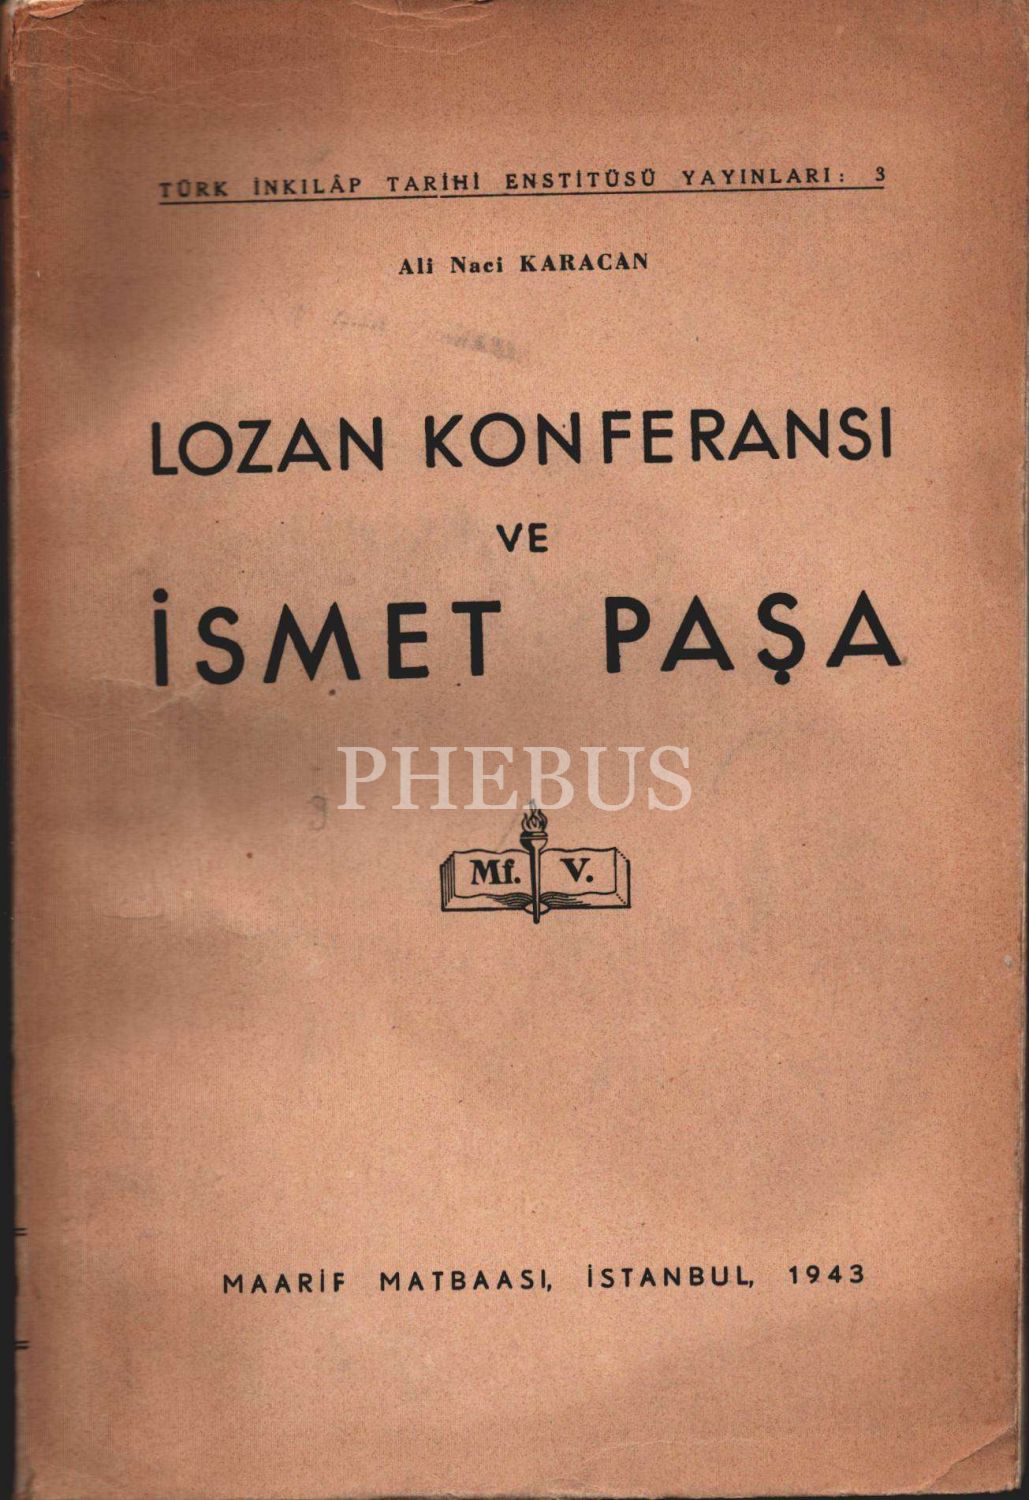 TÜRK İNKILÂP TARİHİ ENSTİTÜSÜ YAYINLARI: 3
Ali Naci KARACAN
LOZAN KONFERANSI
VE
İSMET PAŞA
PHEBUS
Mf. V.
MAARİF MATBAASI, İSTANBUL, 1943